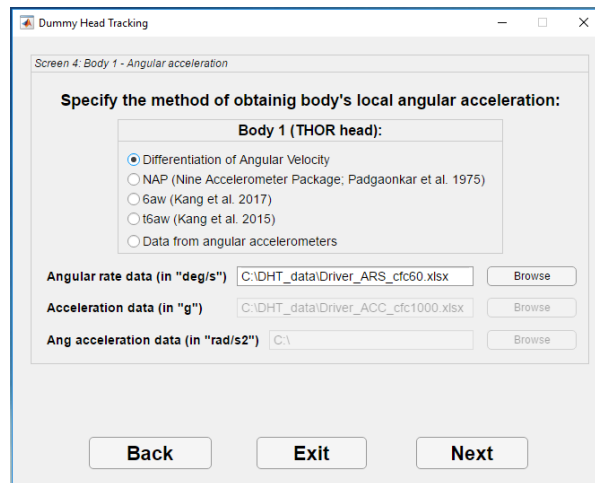 Dummy Head Tracking
Screen 4: Body 1 - Angular acceleration
Specify the method of obtainig body's local angular acceleration:
Body 1 (THOR head):
Differentiation of Angular Velocity
NAP (Nine Accelerometer Package; Padgaonkar et al. 1975)
6aw (Kang et al. 2017)
t6aw (Kang et al. 2015)
Data from angular accelerometers
Angular rate data (in "deg/s") C:\DHT_data\Driver_ARS_cfc60.xlsx Browse
Acceleration data (in "g") C:\DHT_data\Driver_ACC_cfc1000.xlsx Browse
Ang acceleration data (in "rad/s2") C:\ Browse
Back Exit Next